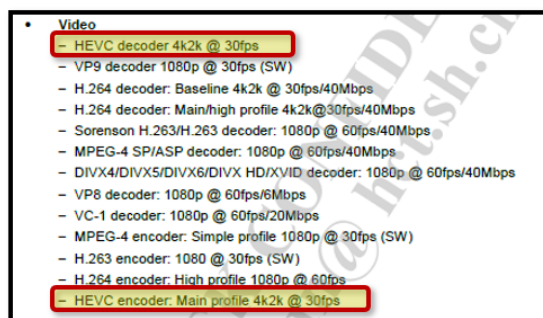 • Video
– HEVC decoder 4k2k @ 30fps
– VP9 decoder 1080p @ 30fps (SW)
– H.264 decoder: Baseline 4k2k @ 30fps/40Mbps
– H.264 decoder: Main/high profile 4k2k@30fps/40Mbps
– Sorenson H.263/H.263 decoder: 1080p @ 60fps/40Mbps
– MPEG-4 SP/ASP decoder: 1080p @ 60fps/40Mbps
– DIVX4/DIVX5/DIVX6/DIVX HD/XVID decoder: 1080p @ 60fps/40Mbps
– VP8 decoder: 1080p @ 60fps/6Mbps
– VC-1 decoder: 1080p @ 60fps/20Mbps
– MPEG-4 encoder: Simple profile 1080p @ 30fps (SW)
– H.263 encoder: 1080 @ 30fps (SW)
– H.264 encoder: High profile 1080p @ 60fps
– HEVC encoder: Main profile 4k2k @ 30fps